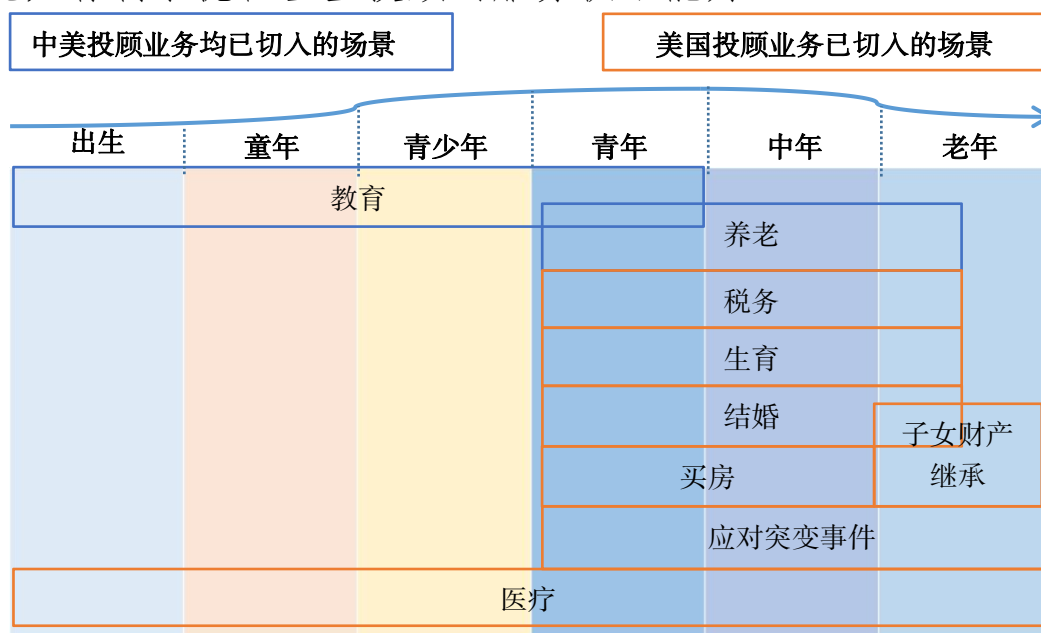 中美投顾业务均已切入的场景
美国投顾业务已切入的场景
出生
童年
青少年
青年
中年
老年
教育
养老
税务
生育
结婚
子女财产
继承
买房
应对突变事件
医疗